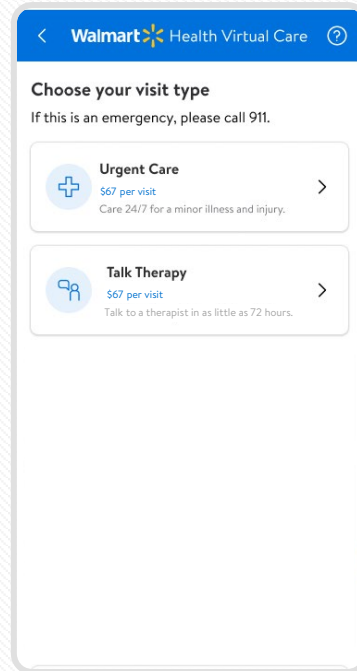 Walmart Health Virtual Care ?
Choose your visit type
If this is an emergency, please call 911.
Urgent Care
$67 per visit
Care 24/7 for a minor illness and injury.
Talk Therapy
$67 per visit
Talk to a therapist in as little as 72 hours.